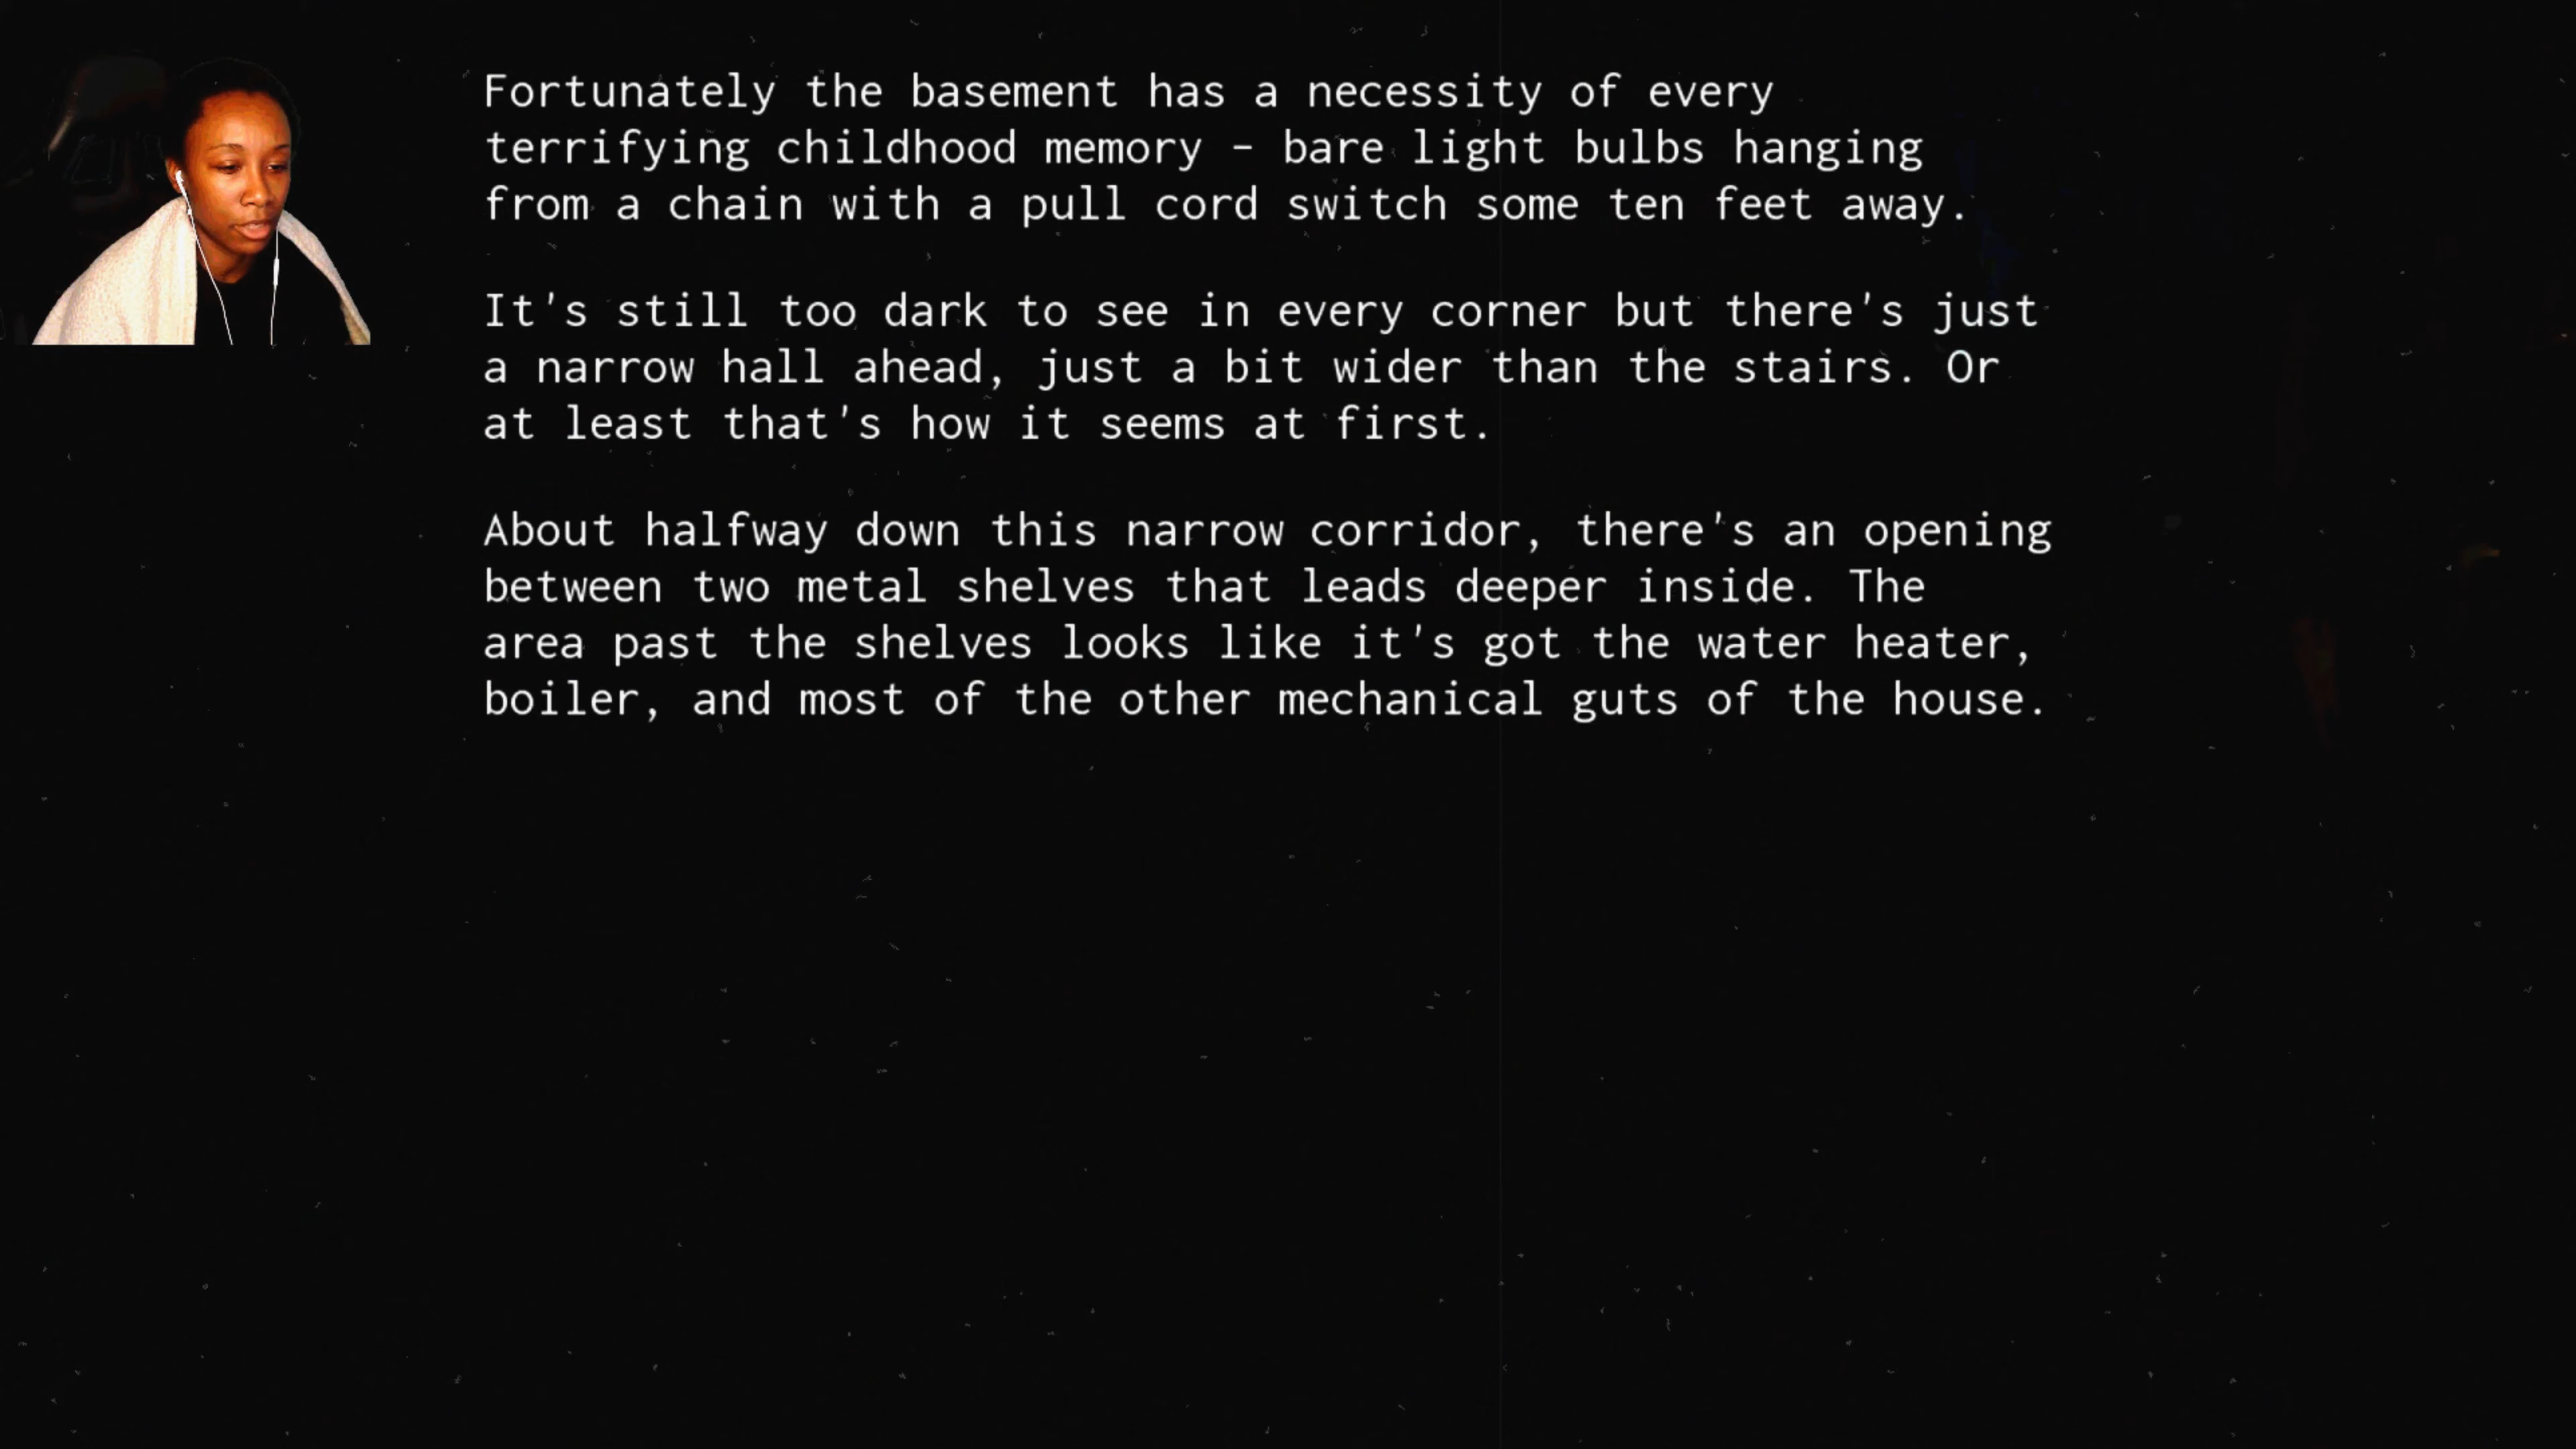 Fortunately the basement has a necessity of every
terrifying childhood memory – bare light bulbs hanging
from a chain with a pull cord switch some ten feet away.
It's still too dark to see in every corner but there's just
a narrow hall ahead, just a bit wider than the stairs. Or
at least that's how it seems at first.
About halfway down this narrow corridor, there's an opening
between two metal shelves that leads deeper inside. The
area past the shelves looks like it's got the water heater,
boiler, and most of the other mechanical guts of the house.